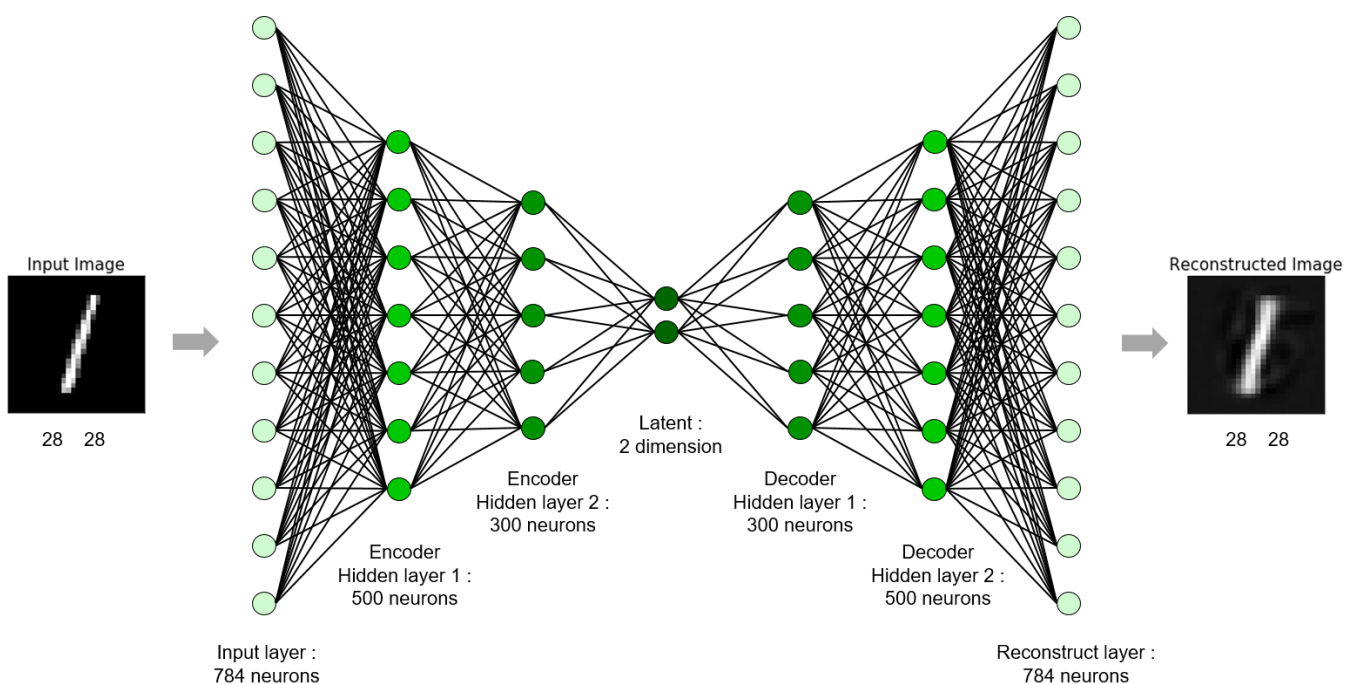 Input Image
28 28
Input layer :
784 neurons
Encoder
Hidden layer 1 :
500 neurons
Encoder
Hidden layer 2 :
300 neurons
Latent :
2 dimension
Decoder
Hidden layer 1 :
300 neurons
Decoder
Hidden layer 2 :
500 neurons
Reconstruct layer :
784 neurons
Reconstructed Image
28 28